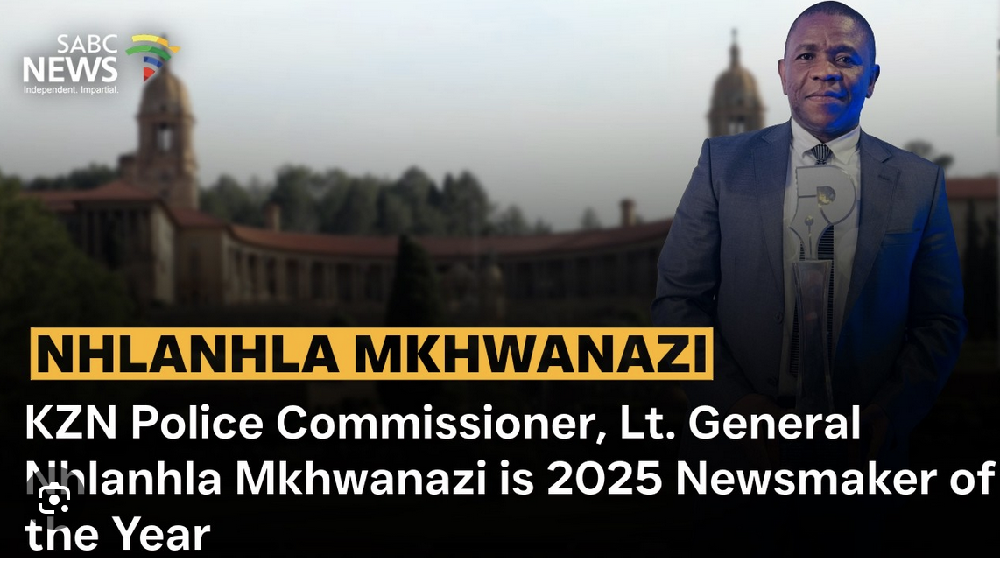 SABC
NEWS
Independent. Impartial.
NHLANHLA MKHWANAZI
KZN Police Commissioner, Lt. General
Nhlanhla Mkhwanazi is 2025 Newsmaker of
the Year